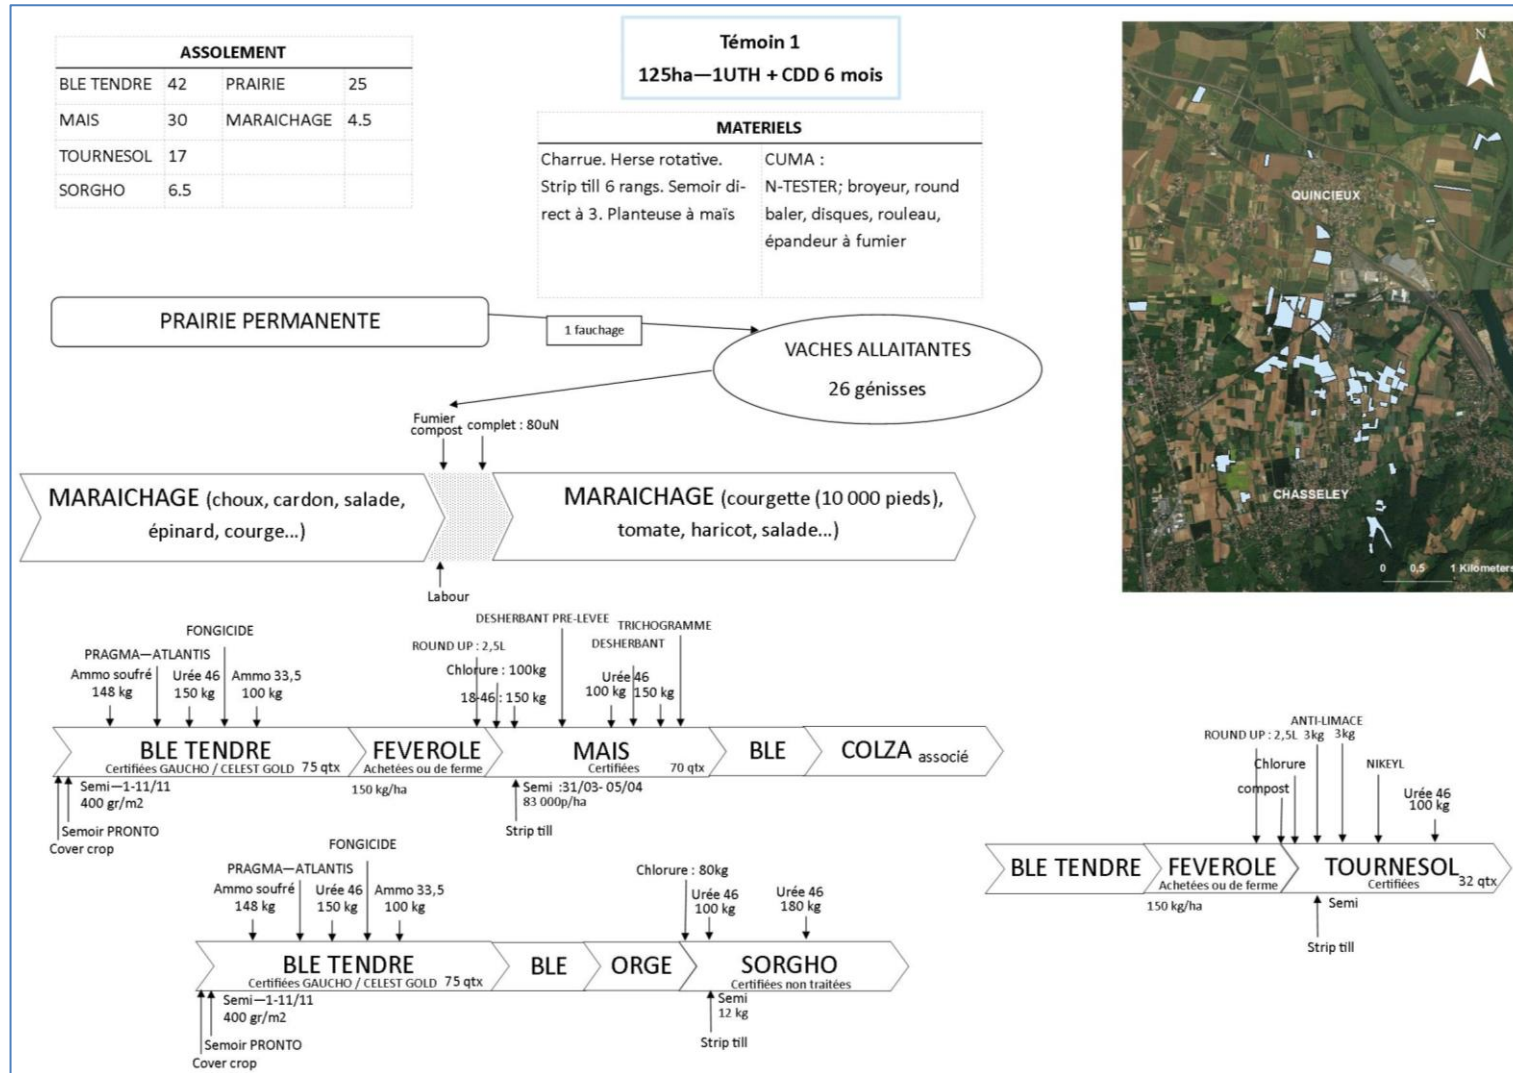 ASSOLEMENT
BLE TENDRE 42 PRAIRIE 25
MAIS 30 MARAICHAGE 4.5
TOURNESOL 17
SORGHO 6.5
Témoin 1
125ha—1UTH + CDD 6 mois
MATERIELS
Charrue. Herse rotative.
Strip till 6 rangs. Semoir di-
rect à 3. Planteuse à maïs
CUMA :
N-TESTER; broyeur, round
baler, disques, rouleau,
épandeur à fumier
N
QUINCIEUX
CHASSELEY
0 0,5 1 Kilometers
PRAIRIE PERMANENTE
1 fauchage
VACHES ALLAITANTES
26 génisses
Fumier
compost
complet : 80uN
MARAICHAGE (choux, cardon, salade,
épinard, courge...)
MARAICHAGE (courgette (10 000 pieds),
tomate, haricot, salade...)
Labour
FONGICIDE
PRAGMA—ATLANTIS
Ammo soufré
148 kg
Urée 46
150 kg
Ammo 33,5
100 kg
ROUND UP : 2,5L
Chlorure : 100kg
18-46 : 150 kg
DESHERBANT PRE-LEVEE
TRICHOGRAMME
DESHERBANT
Urée 46
100 kg 150 kg
BLE TENDRE
Certifiées GAUCHO / CELEST GOLD 75 qtx
FEVEROLE
Achetées ou de ferme
MAIS
Certifiées 70 qtx
BLE
COLZA associé
Semi—1-11/11
400 gr/m2
Semoir PRONTO
Cover crop
150 kg/ha
Semi :31/03- 05/04
83 000p/ha
Strip till
FONGICIDE
PRAGMA—ATLANTIS
Ammo soufré
148 kg
Urée 46
150 kg
Ammo 33,5
100 kg
Chlorure : 80kg
Urée 46
100 kg
Urée 46
180 kg
BLE TENDRE
Certifiées GAUCHO / CELEST GOLD 75 qtx
BLE
ORGE
SORGHO
Certifiées non traitées
Semi—1-11/11
400 gr/m2
Semoir PRONTO
Cover crop
Semi
12 kg
Strip till
ANTI-LIMACE
ROUND UP : 2,5L 3kg 3kg
Chlorure
compost
NIKEYL
Urée 46
100 kg
BLE TENDRE
FEVEROLE
Achetées ou de ferme
TOURNESOL
Certifiées 32 qtx
150 kg/ha
Semi
Strip till